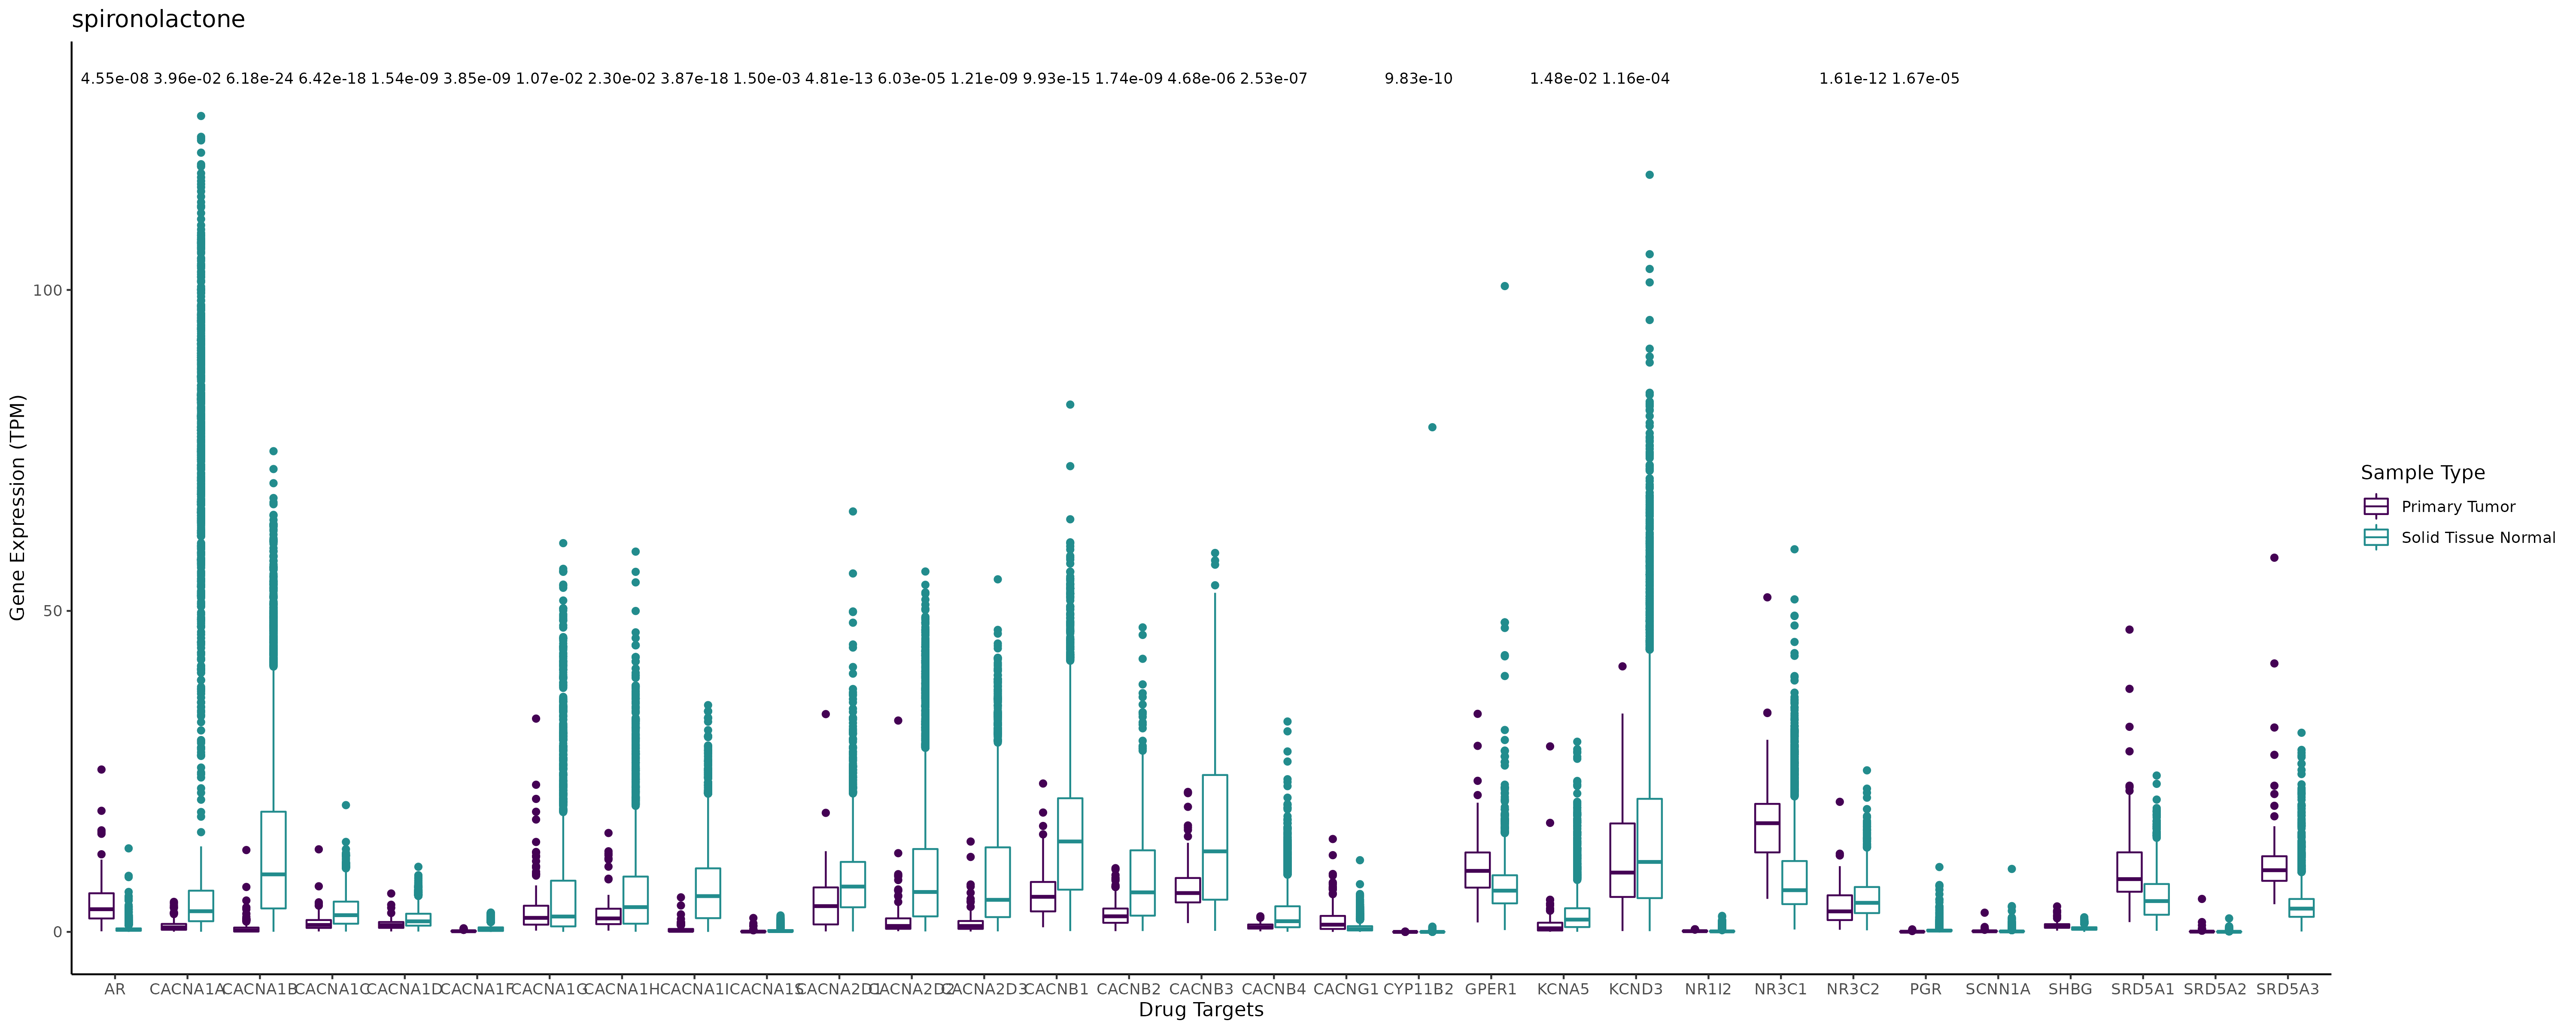 spironolactone
4.55e-08 3.96e-02 6.18e-24 6.42e-18 1.54e-09 3.85e-09 1.07e-02 2.30e-02 3.87e-18 1.50e-03 4.81e-13 6.03e-05 1.21e-09 9.93e-15 1.74e-09 4.68e-06 2.53e-07 9.83e-10 1.48e-02 1.16e-04 1.61e-12 1.67e-05
100
50
0
Gene Expression (TPM)
Sample Type
Primary Tumor
Solid Tissue Normal
AR CACNA1A CACNA1B CACNA1C CACNA1D CACNA1F CACNA1G CACNA1H CACNA1I CACNA1S CACNA2D1 CACNA2D2 CACNA2D3 CACNB1 CACNB2 CACNB3 CACNB4 CACNG1 CYP11B2 GPER1 KCNA5 KCND3 NR1I2 NR3C1 NR3C2 PGR SCNN1A SHBG SRD5A1 SRD5A2 SRD5A3
Drug Targets